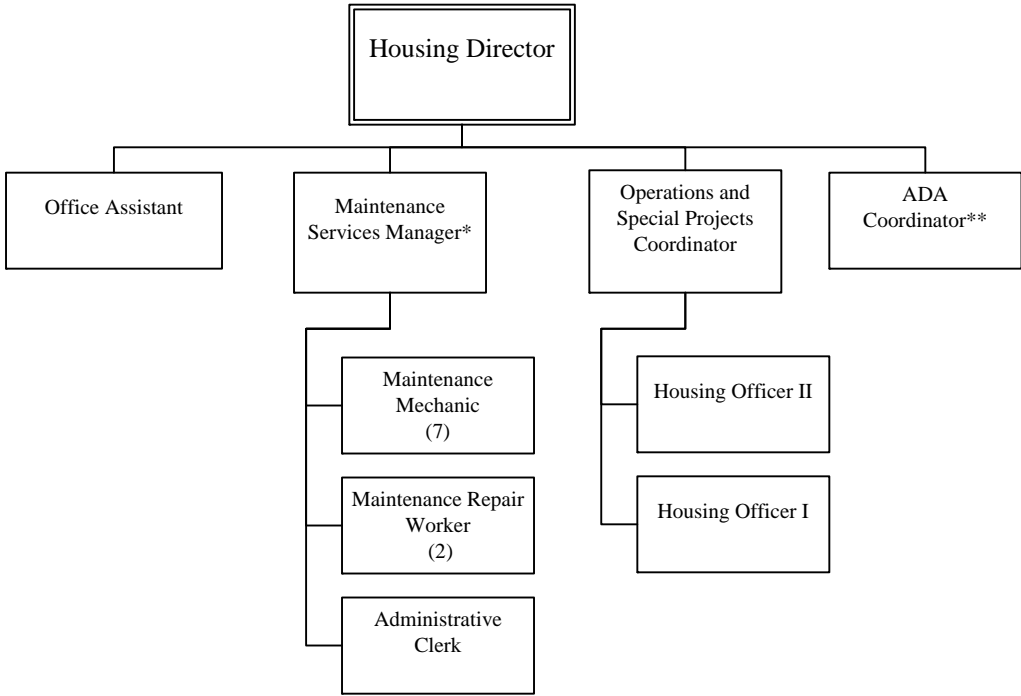 Housing Director
Office Assistant
Maintenance
Services Manager*
Operations and
Special Projects
Coordinator
ADA
Coordinator**
Maintenance
Mechanic
(7)
Maintenance Repair
Worker
(2)
Administrative
Clerk
Housing Officer II
Housing Officer I